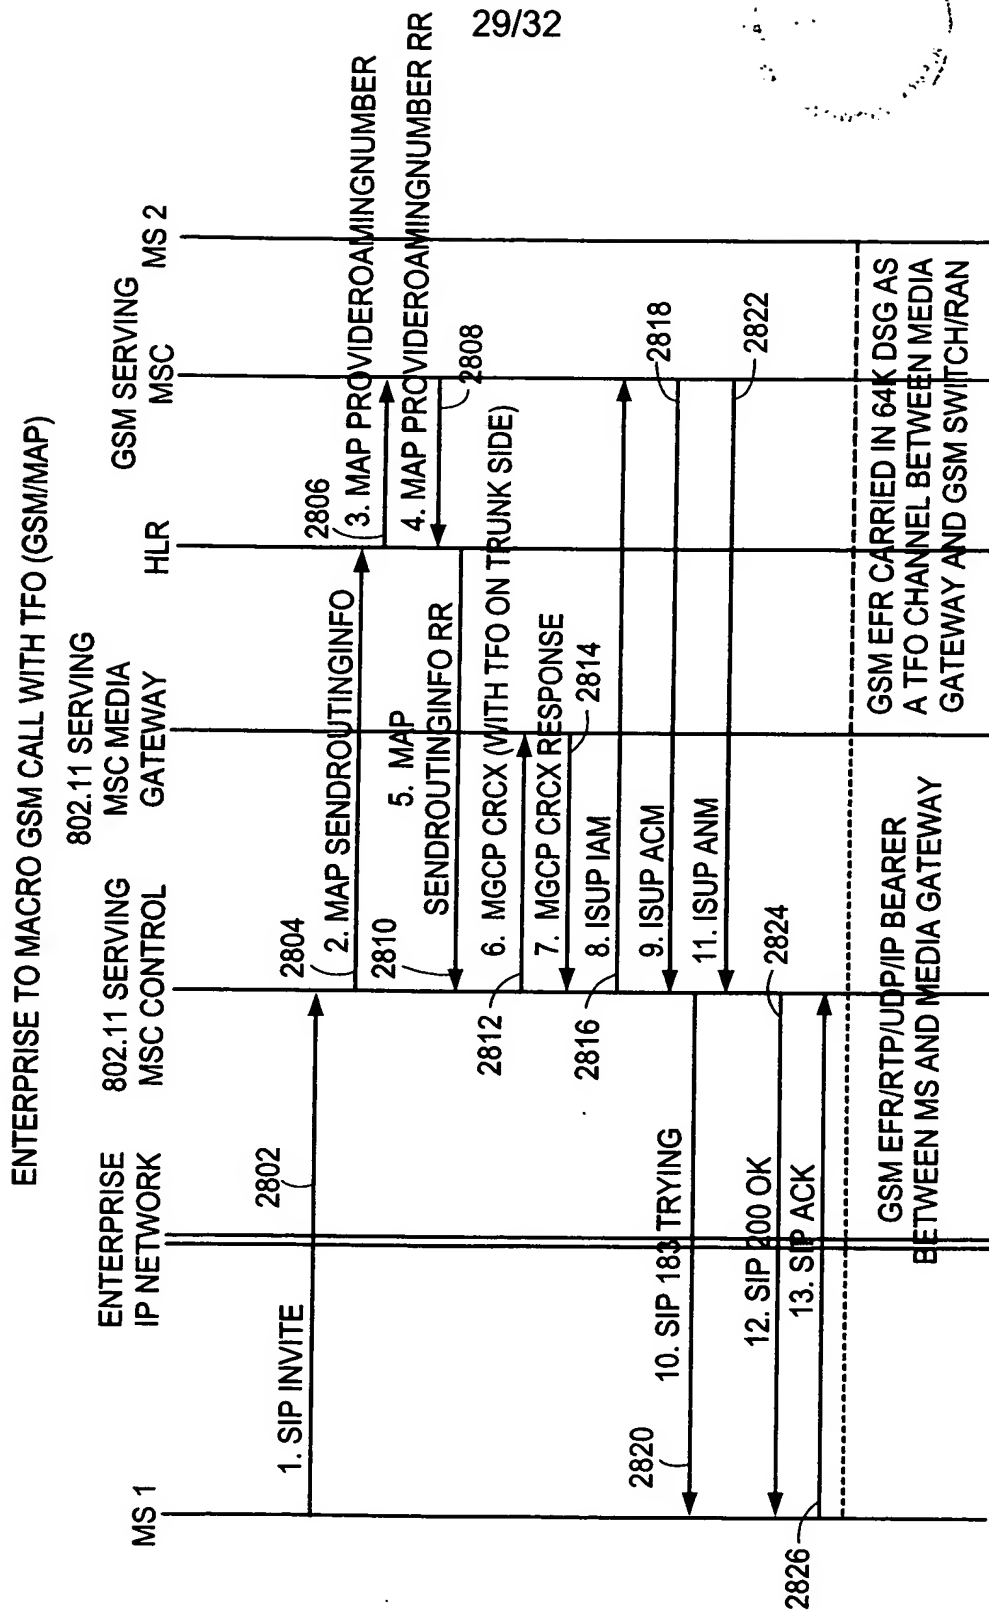 29/32
ENTERPRISE TO MACRO GSM CALL WITH TFO (GSM/MAP)
MS 1
ENTERPRISE
IP NETWORK
802.11 SERVING
MSC CONTROL
802.11 SERVING
MSC MEDIA
GATEWAY
HLR
GSM SERVING
MSC
MS 2
1. SIP INVITE
2802
2804
2. MAP SENDROUTINGINFO
2806
3. MAP PROVIDEROAMINGNUMBER
4. MAP PROVIDEROAMINGNUMBER RR
2808
2810
5. MAP
SENDROUTINGINFO RR
6. MGCP CRCX (WITH TFO ON TRUNK SIDE)
2812
7. MGCP CRCX RESPONSE
2814
8. ISUP IAM
2816
9. ISUP ACM
2818
10. SIP 183 TRYING
2820
11. ISUP ANM
2822
12. SIP 200 OK
2824
13. SIP ACK
2826
GSM EFR/RTP/UDP/IP BEARER
BETWEEN MS AND MEDIA GATEWAY
GSM EFR CARRIED IN 64K DSG AS
A TFO CHANNEL BETWEEN MEDIA
GATEWAY AND GSM SWITCH/RAN